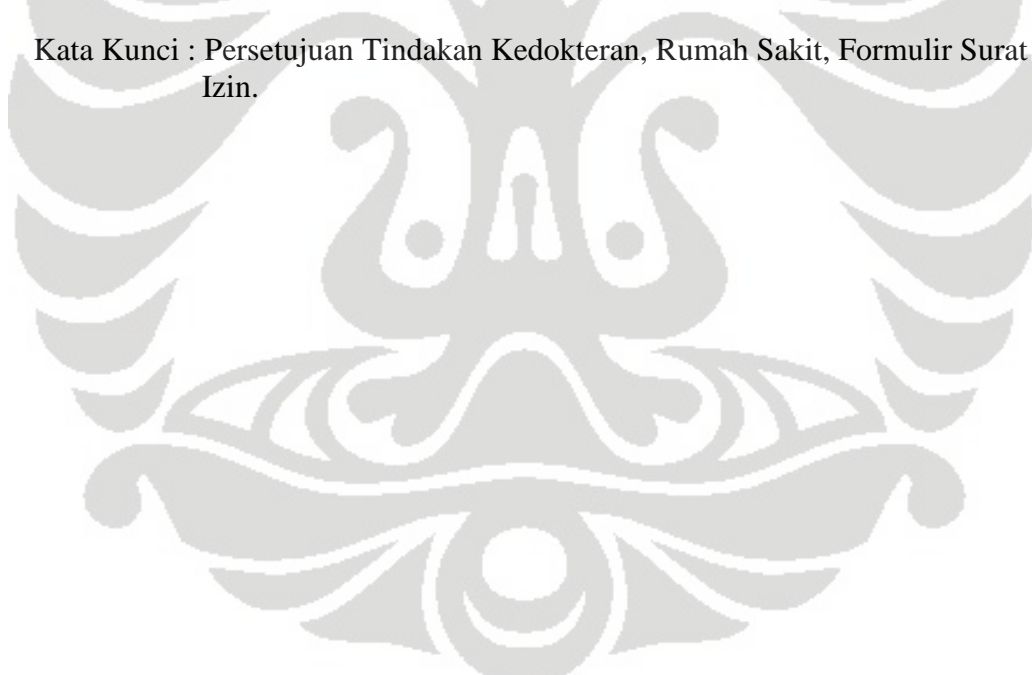 Kata Kunci : Persetujuan Tindakan Kedokteran, Rumah Sakit, Formulir Surat
Izin.